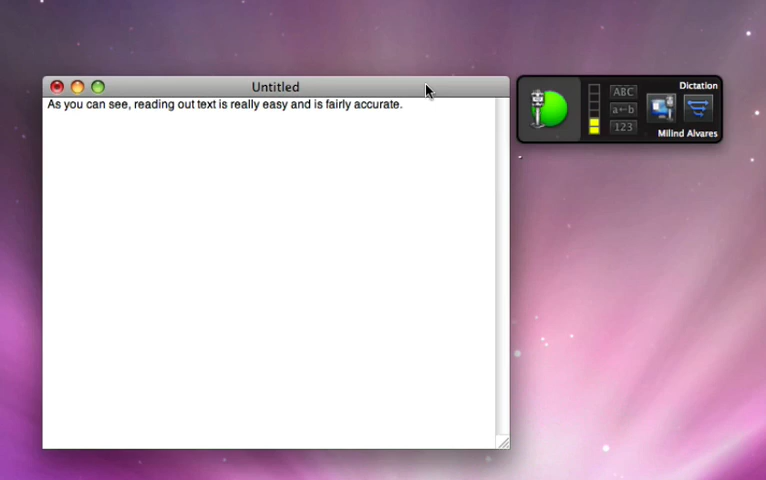 Untitled
As you can see, reading out text is really easy and is fairly accurate.
Dictation
ABC
a←b
123
Milind Alvares